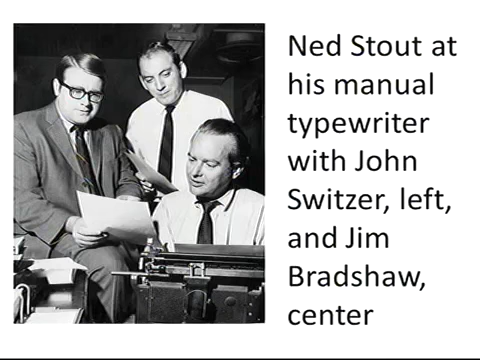 Ned Stout at
his manual
typewriter
with John
Switzer, left,
and Jim
Bradshaw,
center